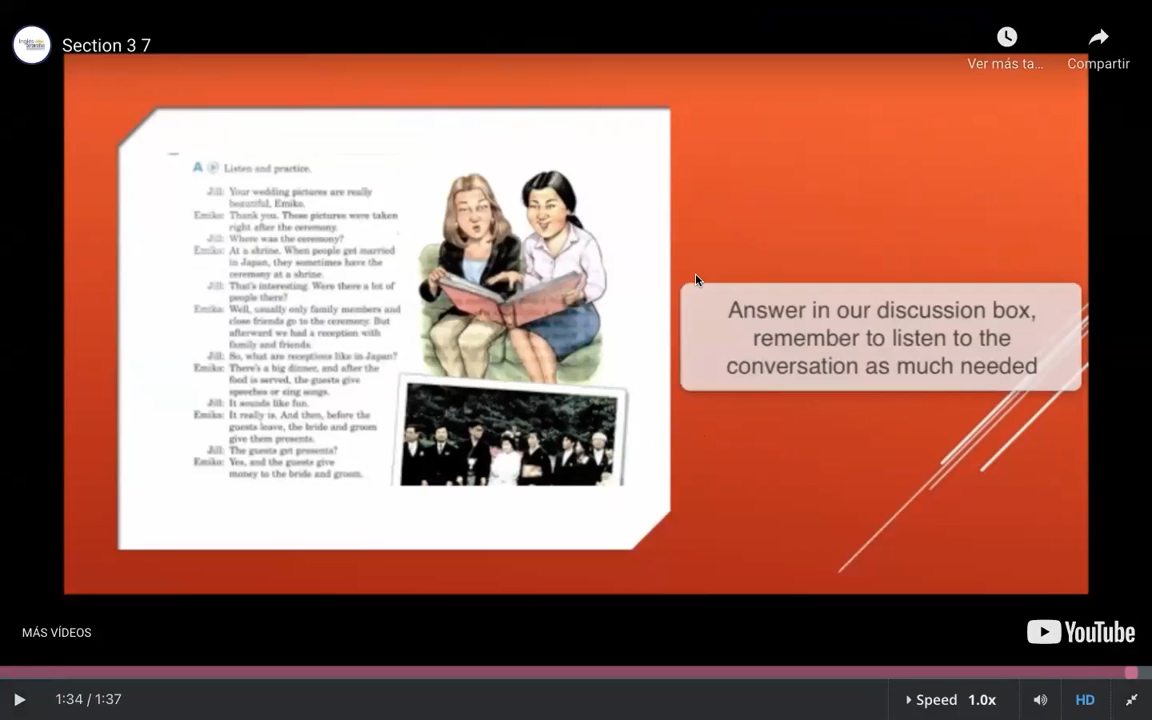 Section 3 7
Ver más ta...
Compartir
A Listen and practice.
Jill: Your wedding pictures are really
beautiful, Emiko.
Emiko: Thank you. Those pictures were taken
right after the ceremony.
Jill: Where was the ceremony?
Emiko: At a shrine. When people get married
in Japan, they sometimes have the
ceremony at a shrine.
Jill: That's interesting. Were there a lot of
people there?
Emiko: Well, usually only family members and
close friends go to the ceremony. But
afterward we had a reception with
family and friends.
Jill: So, what are receptions like in Japan?
Emiko: There's a big dinner, and after the
food is served, the guests give
speeches or sing songs.
Jill: It sounds like fun.
Emiko: It really is. And then, before the
guests leave, the bride and groom
give them presents.
Jill: The guests get presents?
Emiko: Yes, and the guests give
money to the bride and groom.
Answer in our discussion box,
remember to listen to the
conversation as much needed
MÁS VÍDEOS
YouTube
1:34 / 1:37
Speed 1.0x
HD